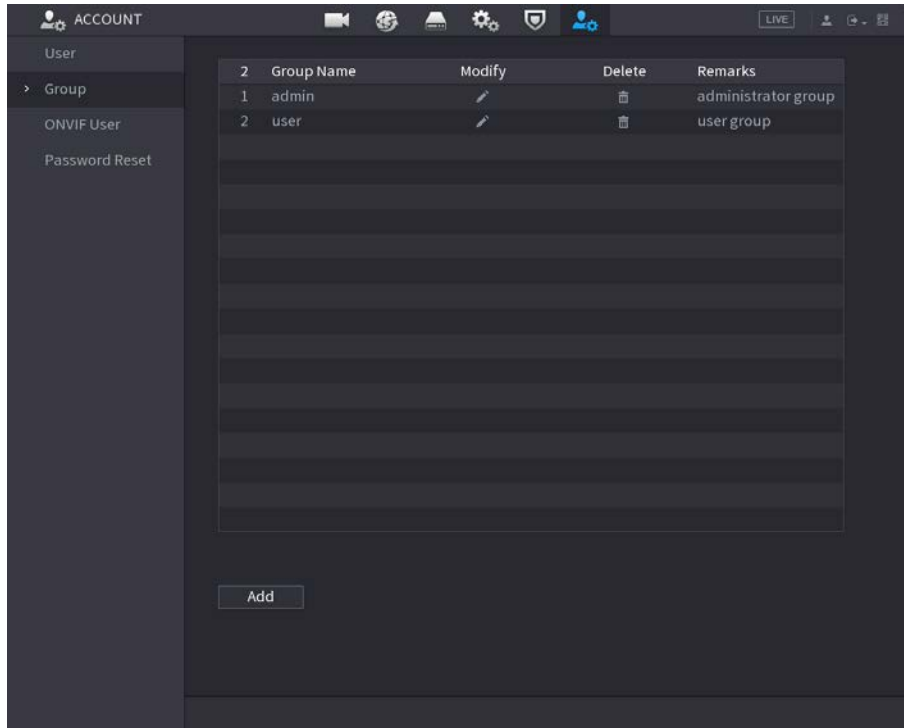 ACCOUNT
LIVE
User
Group
ONVIF User
Password Reset
2 Group Name Modify Delete Remarks
1 admin administrator group
2 user user group
Add